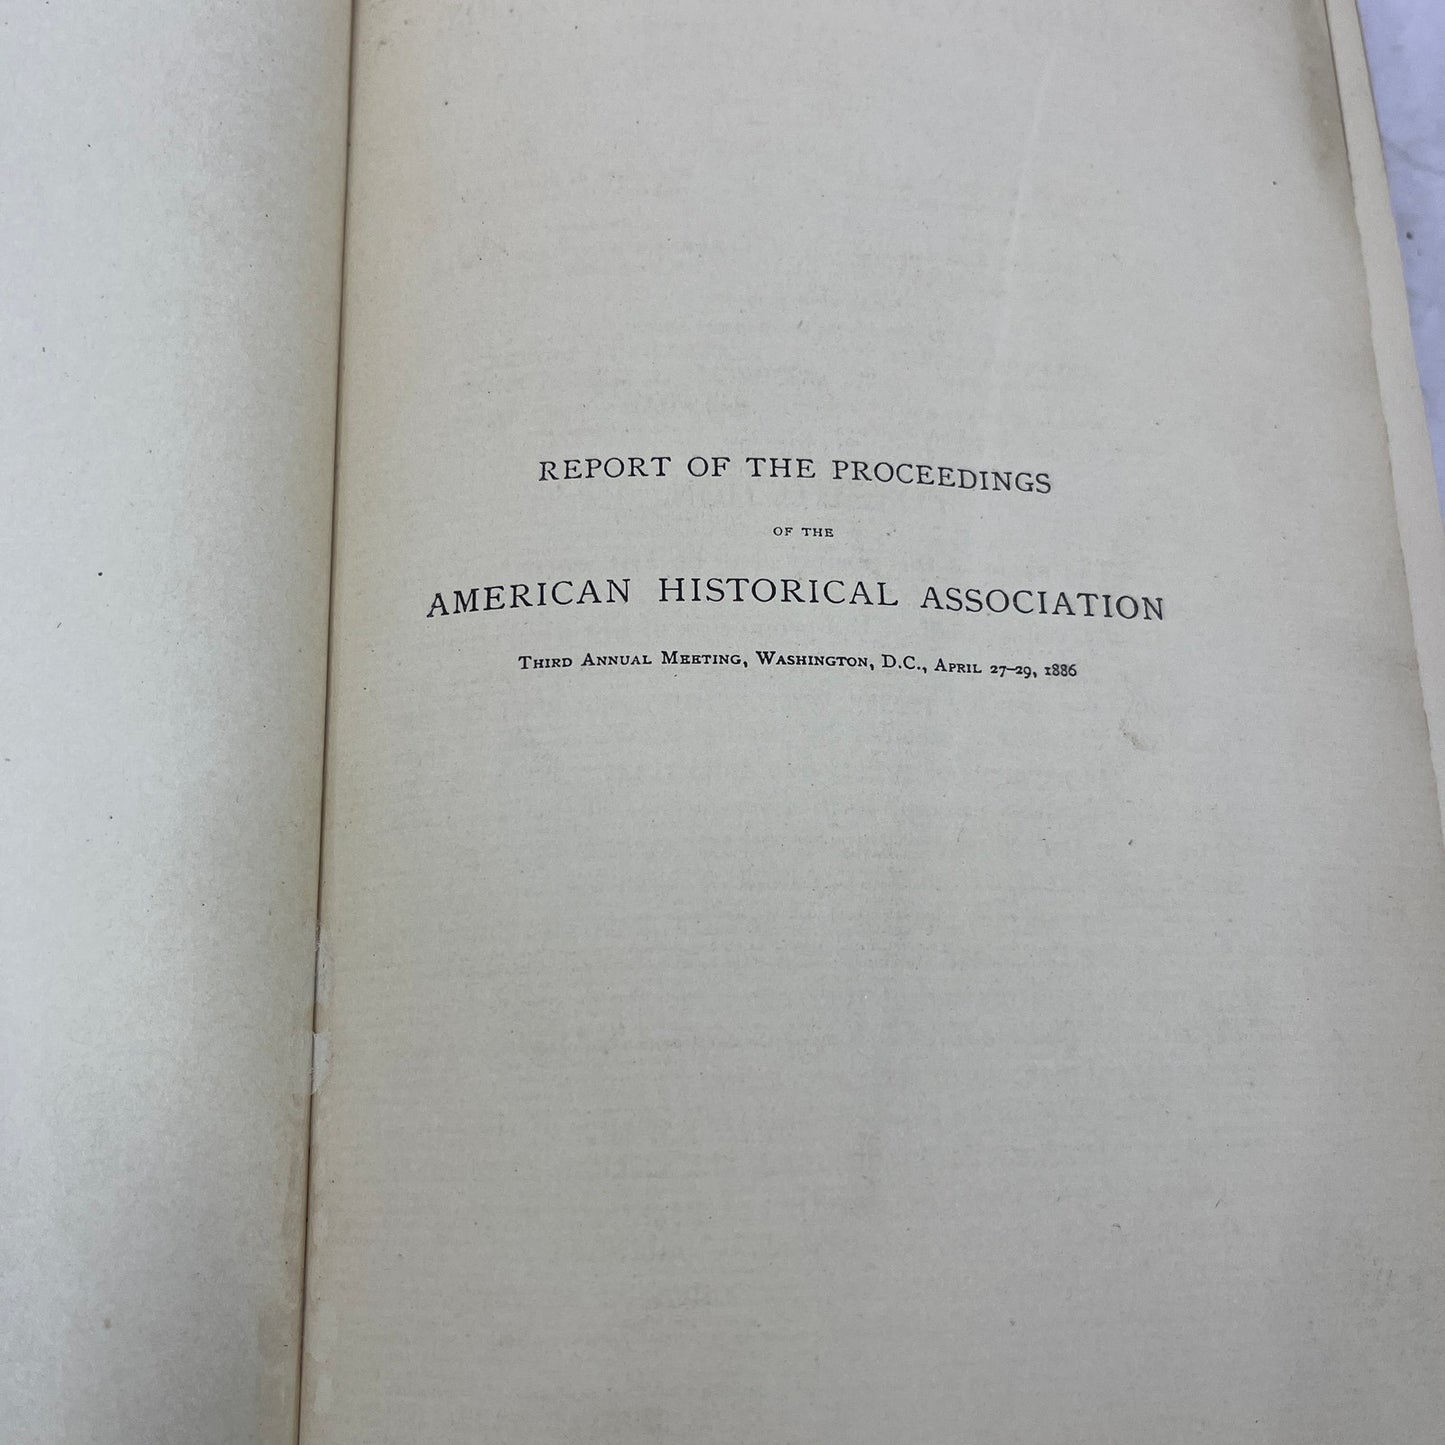 REPORT OF THE PROCEEDINGS
OF THE
AMERICAN HISTORICAL ASSOCIATION
THIRD ANNUAL MEETING, WASHINGTON, D.C., APRIL 27–29, 1886